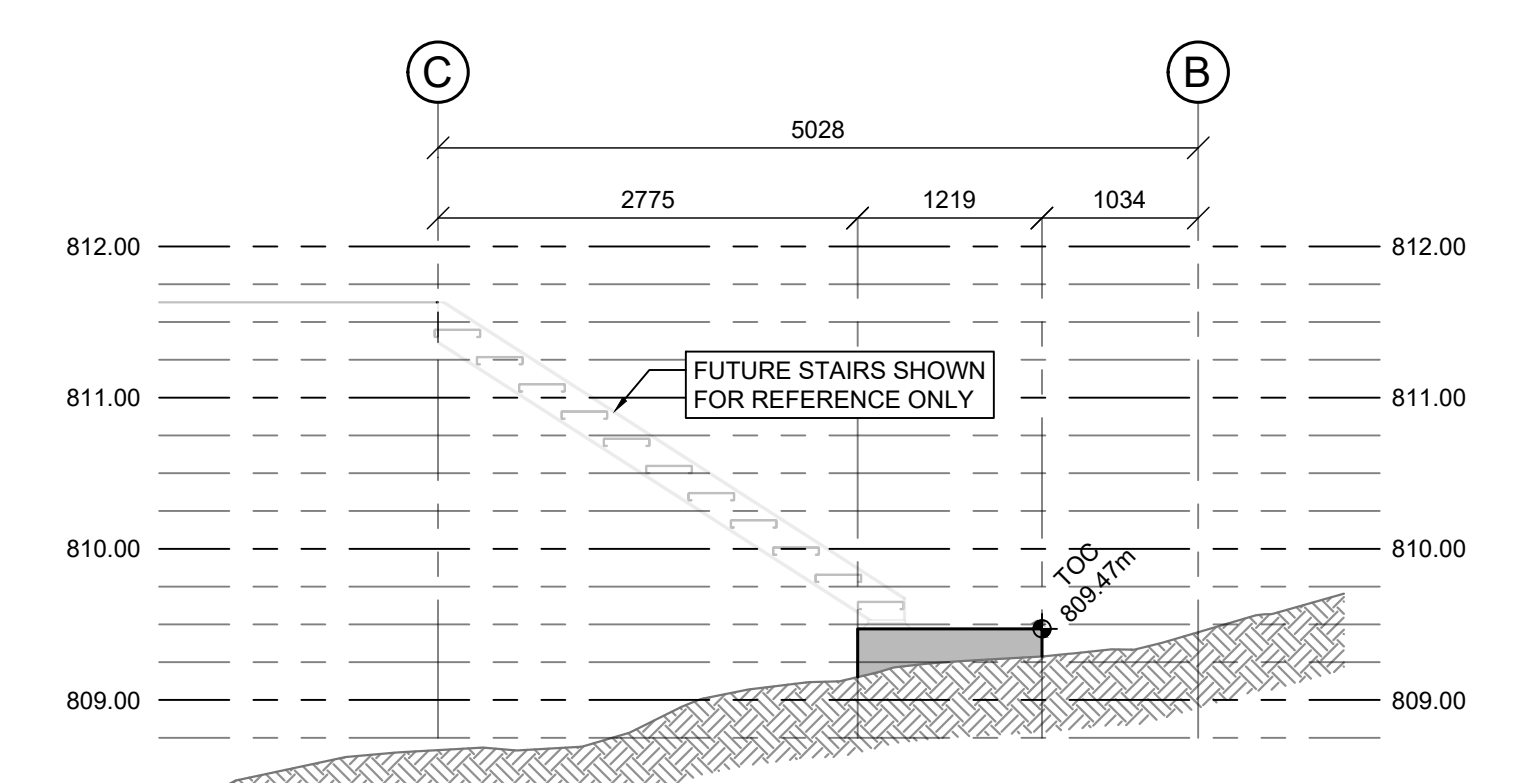 C
B
5028
2775
1219
1034
812.00
812.00
FUTURE STAIRS SHOWN
FOR REFERENCE ONLY
811.00
811.00
810.00
810.00
TOC
809.47m
809.00
809.00